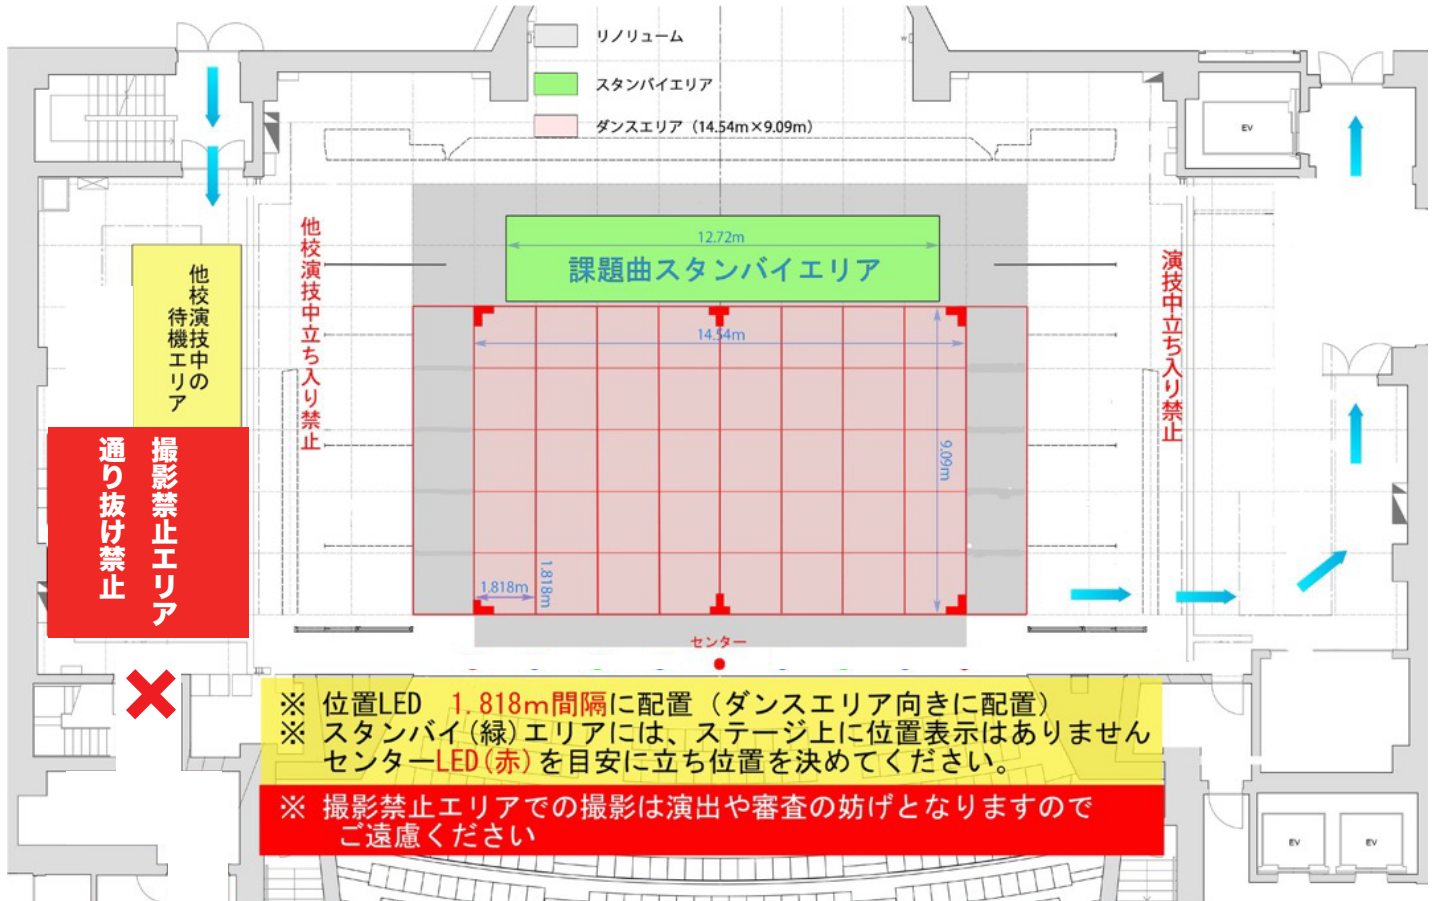 リノリューム
スタンバイエリア
ダンスエリア（14.54m×9.09m）
EV
12.72m
課題曲スタンバイエリア
他校演技中立ち入り禁止
演技中立ち入り禁止
他校演技中の
待機エリア
14.54m
9.09m
撮影禁止エリア
通り抜け禁止
1.818m
1.818m
センター
※ 位置LED 1.818m間隔に配置（ダンスエリア向きに配置）
※ スタンバイ(緑)エリアには、ステージ上に位置表示はありません
センターLED(赤)を目安に立ち位置を決めてください。
※ 撮影禁止エリアでの撮影は演出や審査の妨げとなりますので
ご遠慮ください
EV
EV